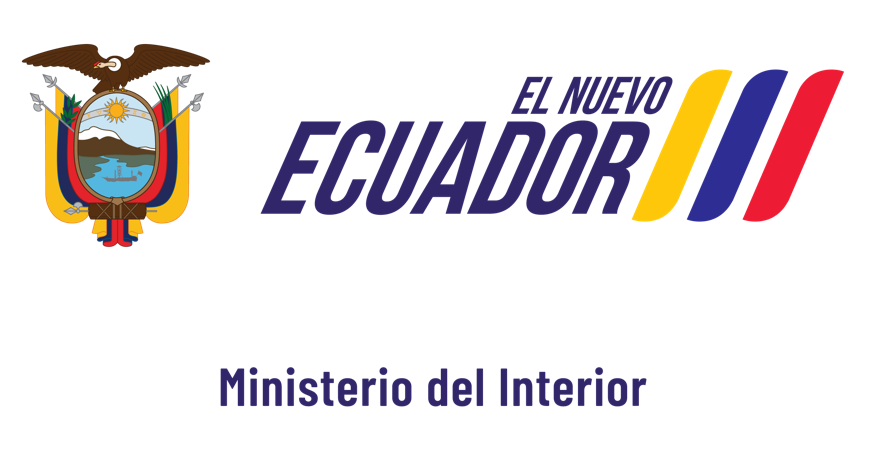 EL NUEVO
ECUADOR
Ministerio del Interior